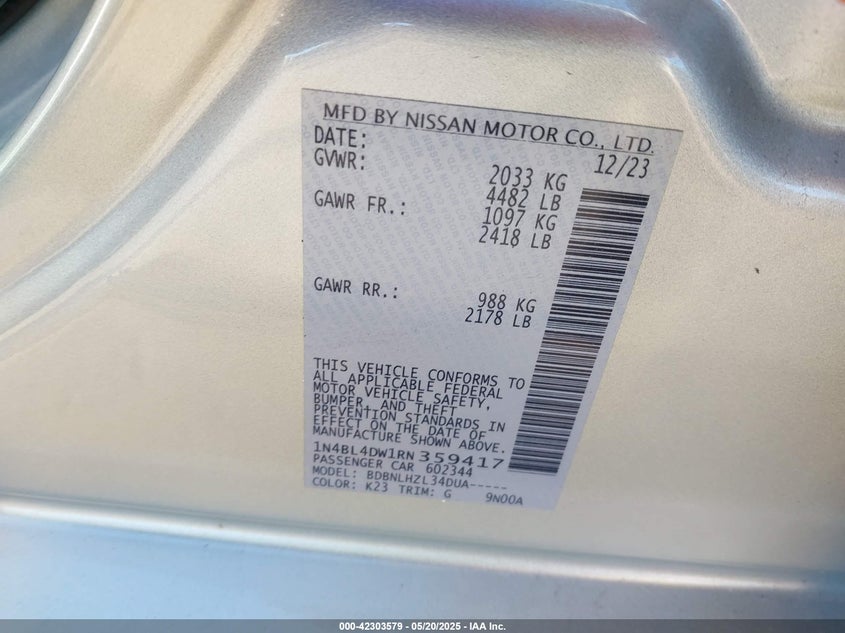 MFD BY NISSAN MOTOR CO., LTD.
DATE: 12/23
GVWR: 2033 KG
4482 LB
GAWR FR.: 1097 KG
2418 LB
GAWR RR.: 988 KG
2178 LB
THIS VEHICLE CONFORMS TO
ALL APPLICABLE FEDERAL
MOTOR VEHICLE SAFETY,
BUMPER, AND THEFT
PREVENTION STANDARDS IN
EFFECT ON THE DATE OF
MANUFACTURE SHOWN ABOVE.
1N4BL4DW1RN359417
PASSENGER CAR 602344
MODEL: BDBNLHZL34DUA-----
COLOR: K23 TRIM: G 9N00A
000-42303579 - 05/20/2025 - IAA Inc.